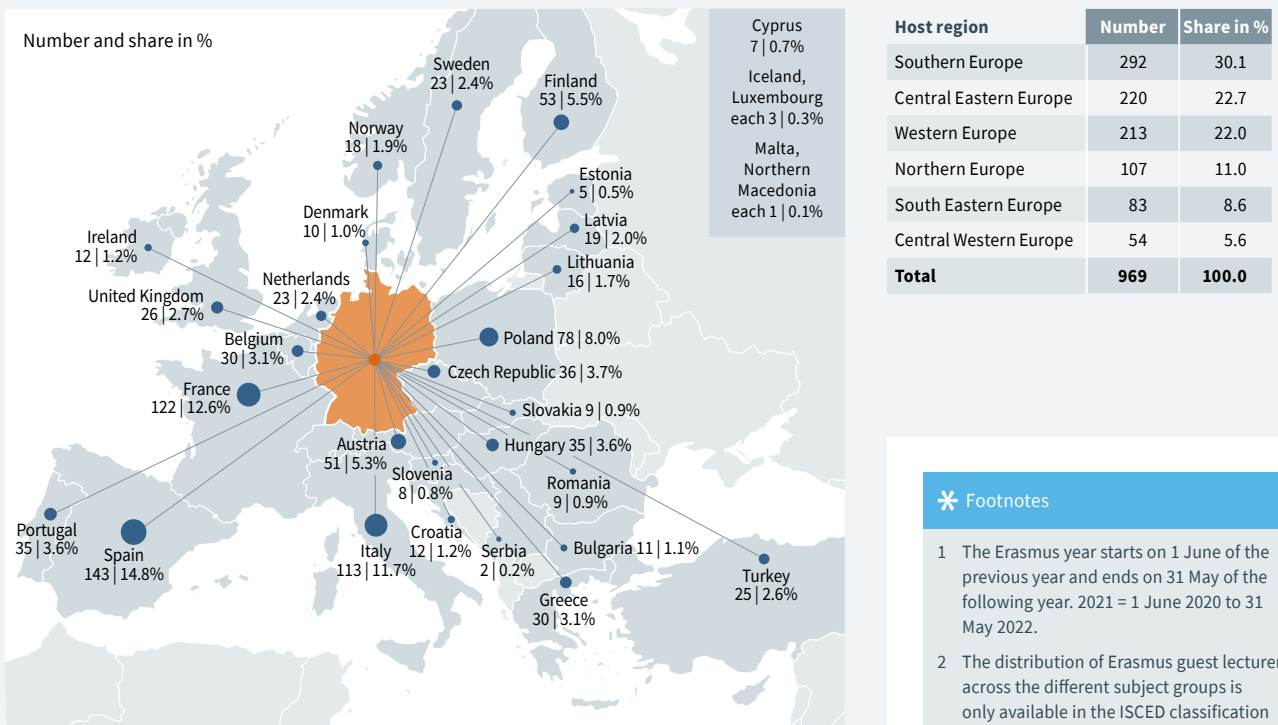 Number and share in %
Cyprus
7 | 0.7%
Iceland,
Luxembourg
each 3 | 0.3%
Malta,
Northern
Macedonia
each 1 | 0.1%
Sweden
23 | 2.4%
Finland
53 | 5.5%
Norway
18 | 1.9%
Estonia
5 | 0.5%
Denmark
10 | 1.0%
Latvia
19 | 2.0%
Ireland
12 | 1.2%
Lithuania
16 | 1.7%
Netherlands
23 | 2.4%
United Kingdom
26 | 2.7%
Belgium
30 | 3.1%
Poland 78 | 8.0%
Czech Republic 36 | 3.7%
France
122 | 12.6%
Slovakia 9 | 0.9%
Austria
51 | 5.3%
Hungary 35 | 3.6%
Slovenia
8 | 0.8%
Romania
9 | 0.9%
Portugal
35 | 3.6%
Spain
143 | 14.8%
Italy
113 | 11.7%
Croatia
12 | 1.2%
Serbia
2 | 0.2%
Bulgaria 11 | 1.1%
Greece
30 | 3.1%
Turkey
25 | 2.6%
Host region Number Share in %
Southern Europe 292 30.1
Central Eastern Europe 220 22.7
Western Europe 213 22.0
Northern Europe 107 11.0
South Eastern Europe 83 8.6
Central Western Europe 54 5.6
Total 969 100.0
Footnotes
1 The Erasmus year starts on 1 June of the
previous year and ends on 31 May of the
following year. 2021 = 1 June 2020 to 31
May 2022.
2 The distribution of Erasmus guest lecturer
across the different subject groups is
only available in the ISCED classification